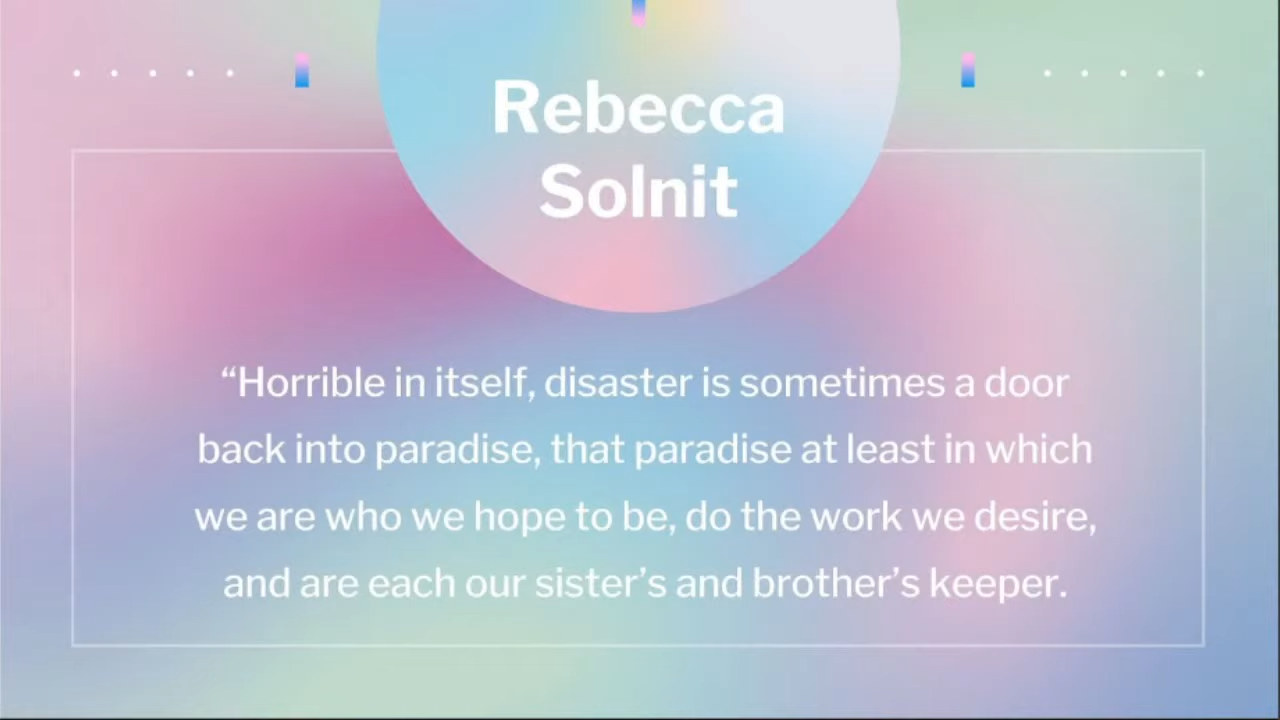 Rebecca
Solnit
“Horrible in itself, disaster is sometimes a door
back into paradise, that paradise at least in which
we are who we hope to be, do the work we desire,
and are each our sister’s and brother’s keeper.